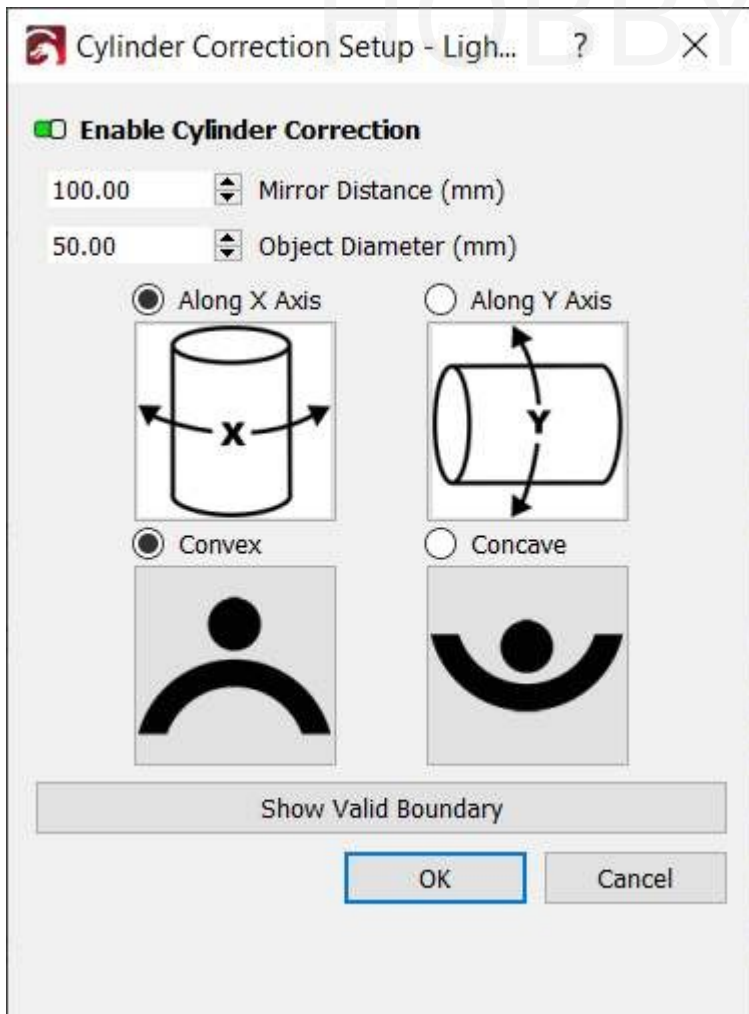 HOBBY
Cylinder Correction Setup - Ligh... ?
Enable Cylinder Correction
100.00 Mirror Distance (mm)
50.00 Object Diameter (mm)
Along X Axis Along Y Axis
X Y
Convex Concave
Show Valid Boundary
OK Cancel